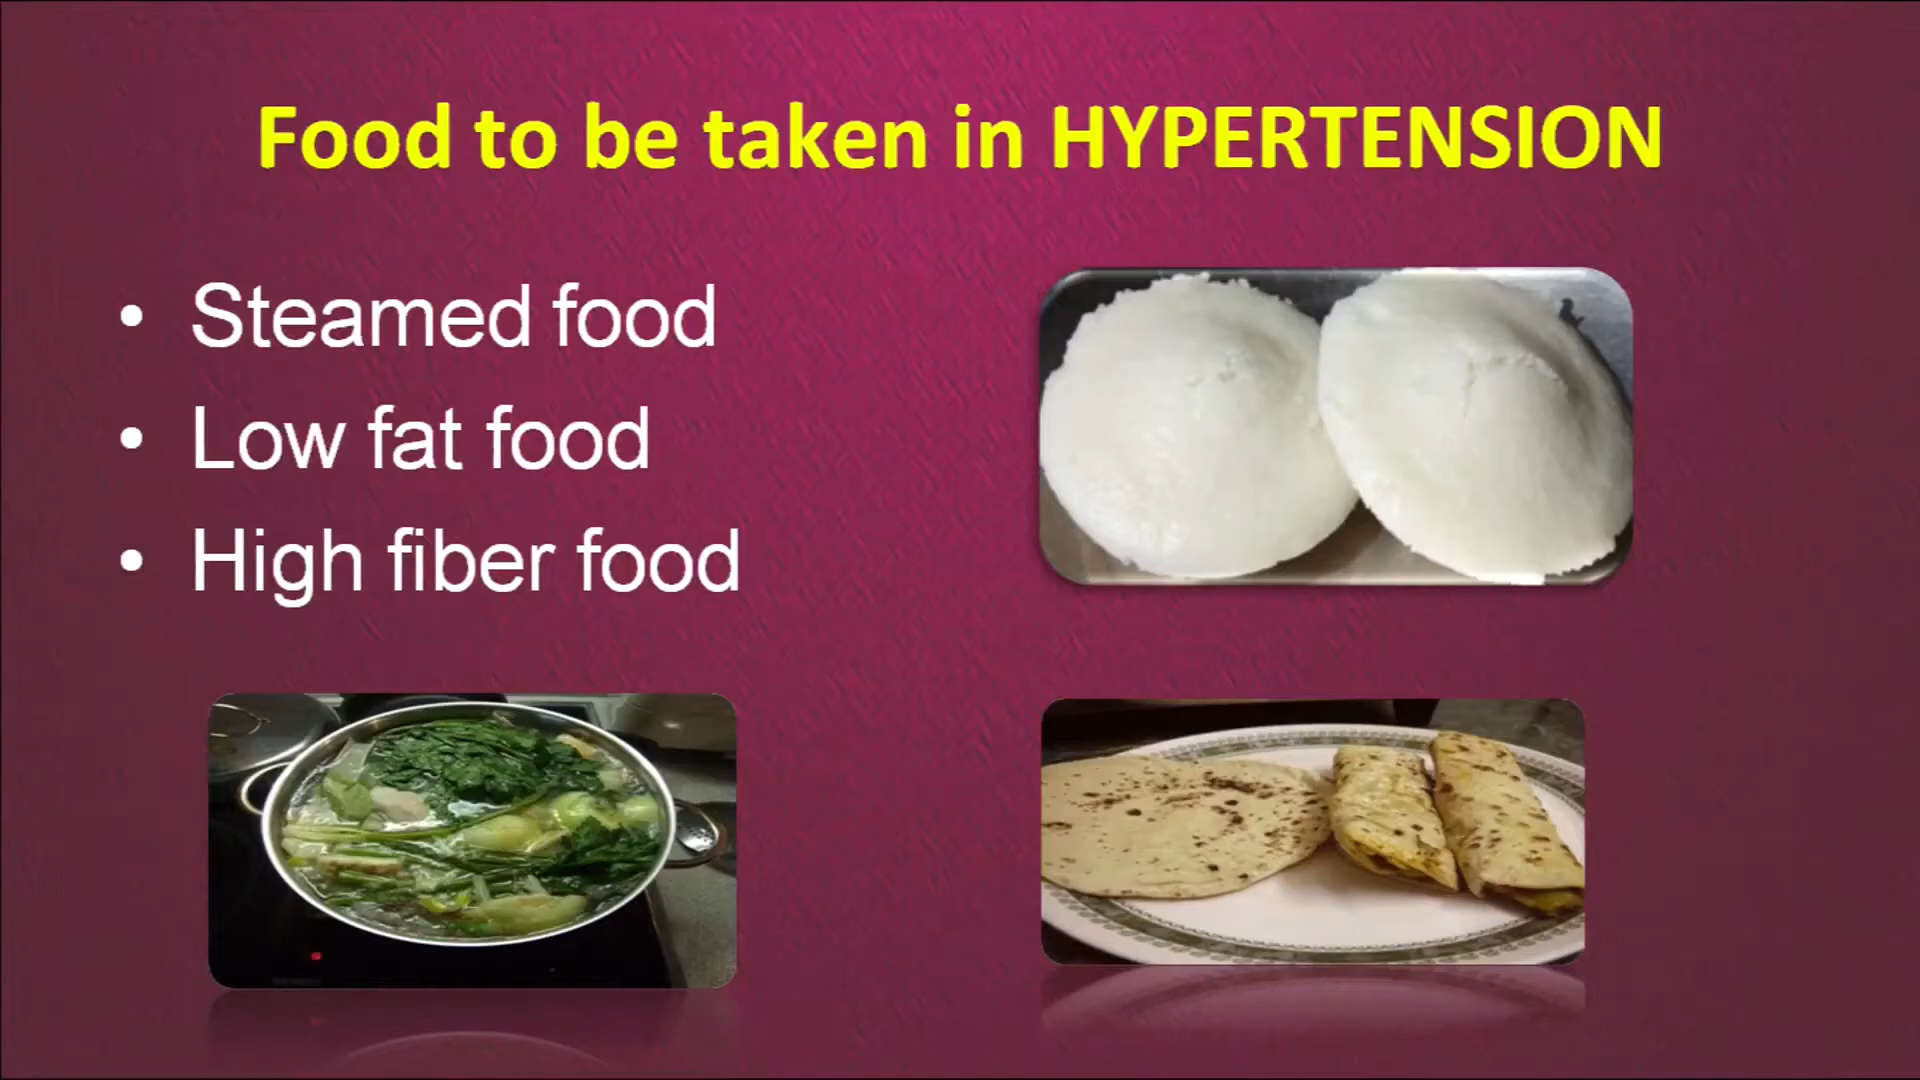 Food to be taken in HYPERTENSION
• Steamed food
• Low fat food
• High fiber food